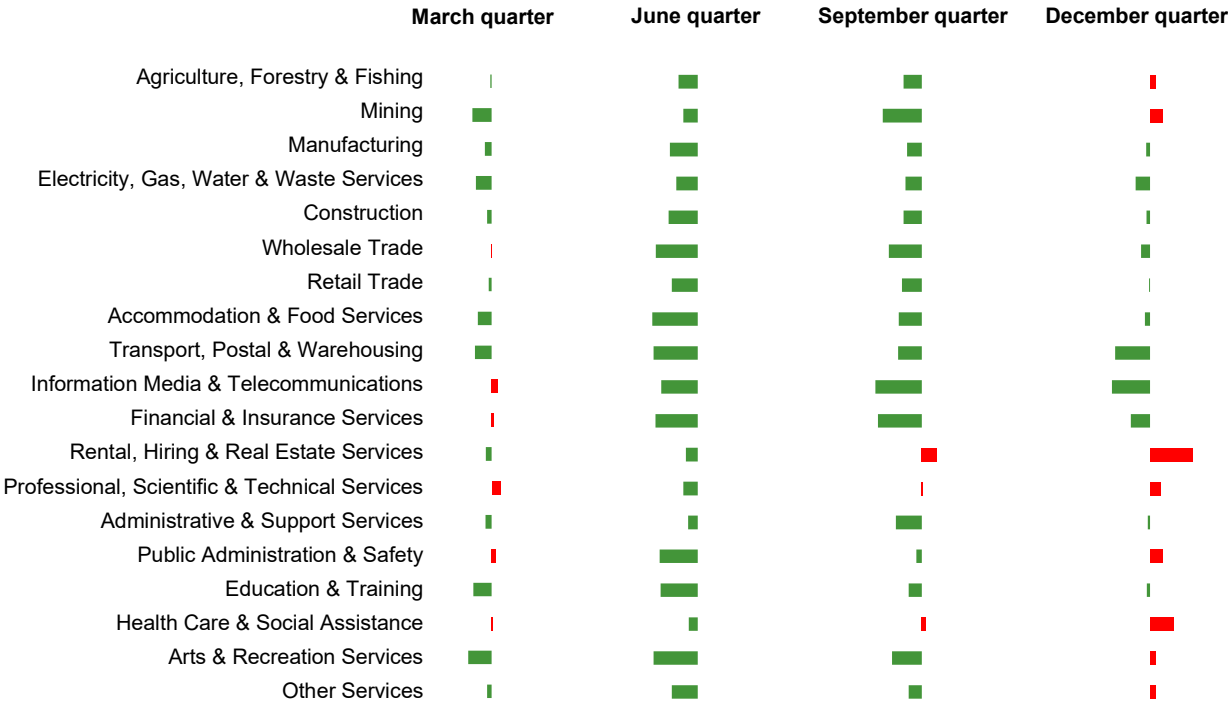 March quarter June quarter September quarter December quarter
Agriculture, Forestry & Fishing
Mining
Manufacturing
Electricity, Gas, Water & Waste Services
Construction
Wholesale Trade
Retail Trade
Accommodation & Food Services
Transport, Postal & Warehousing
Information Media & Telecommunications
Financial & Insurance Services
Rental, Hiring & Real Estate Services
Professional, Scientific & Technical Services
Administrative & Support Services
Public Administration & Safety
Education & Training
Health Care & Social Assistance
Arts & Recreation Services
Other Services